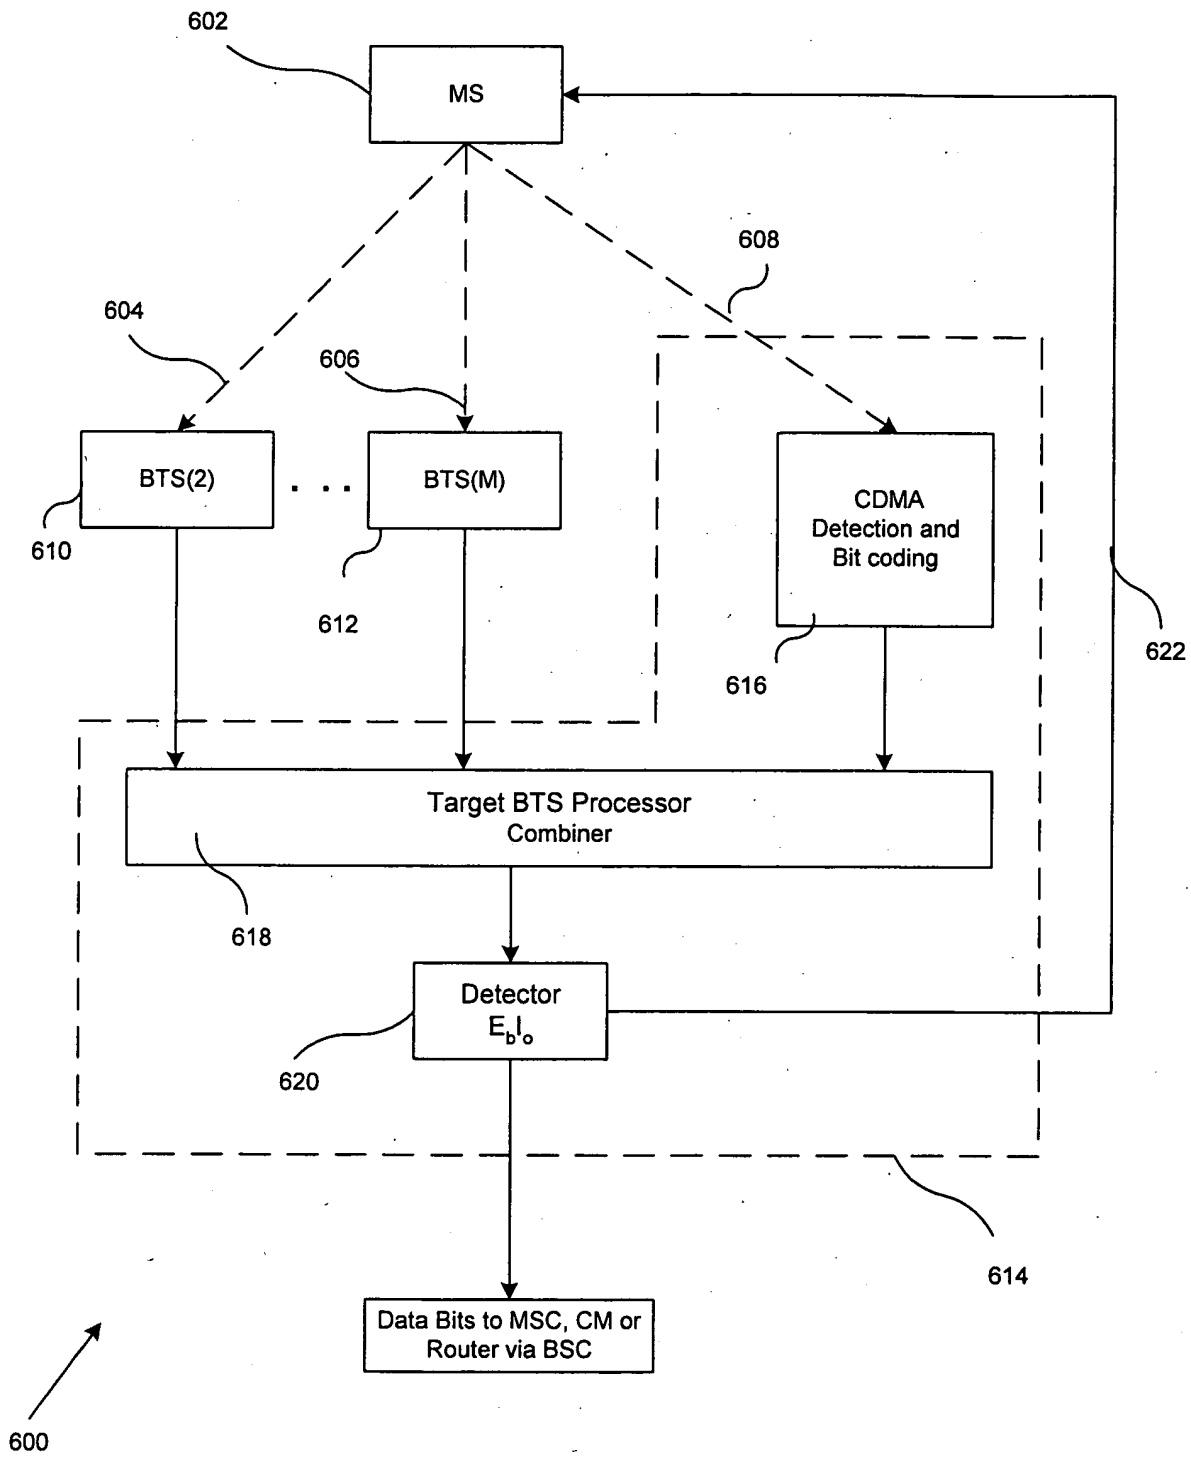 602
MS
608
604
606
BTS(2)
. . .
BTS(M)
CDMA
Detection and
Bit coding
610
612
616
622
Target BTS Processor
Combiner
618
Detector
EbIo
620
614
Data Bits to MSC, CM or
Router via BSC
600